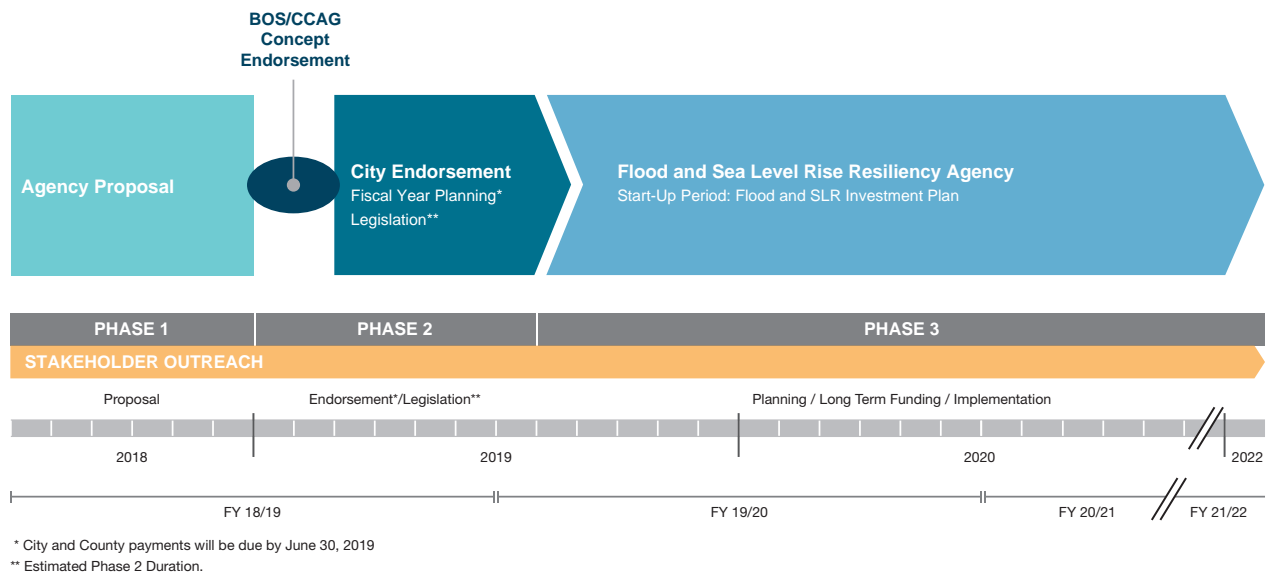 BOS/CCAG
Concept
Endorsement
Agency Proposal
City Endorsement
Fiscal Year Planning*
Legislation**
Flood and Sea Level Rise Resiliency Agency
Start-Up Period: Flood and SLR Investment Plan
PHASE 1
PHASE 2
PHASE 3
STAKEHOLDER OUTREACH
Proposal
Endorsement*/Legislation**
Planning / Long Term Funding / Implementation
2018
2019
2020
2022
FY 18/19
FY 19/20
FY 20/21
FY 21/22
* City and County payments will be due by June 30, 2019
** Estimated Phase 2 Duration.